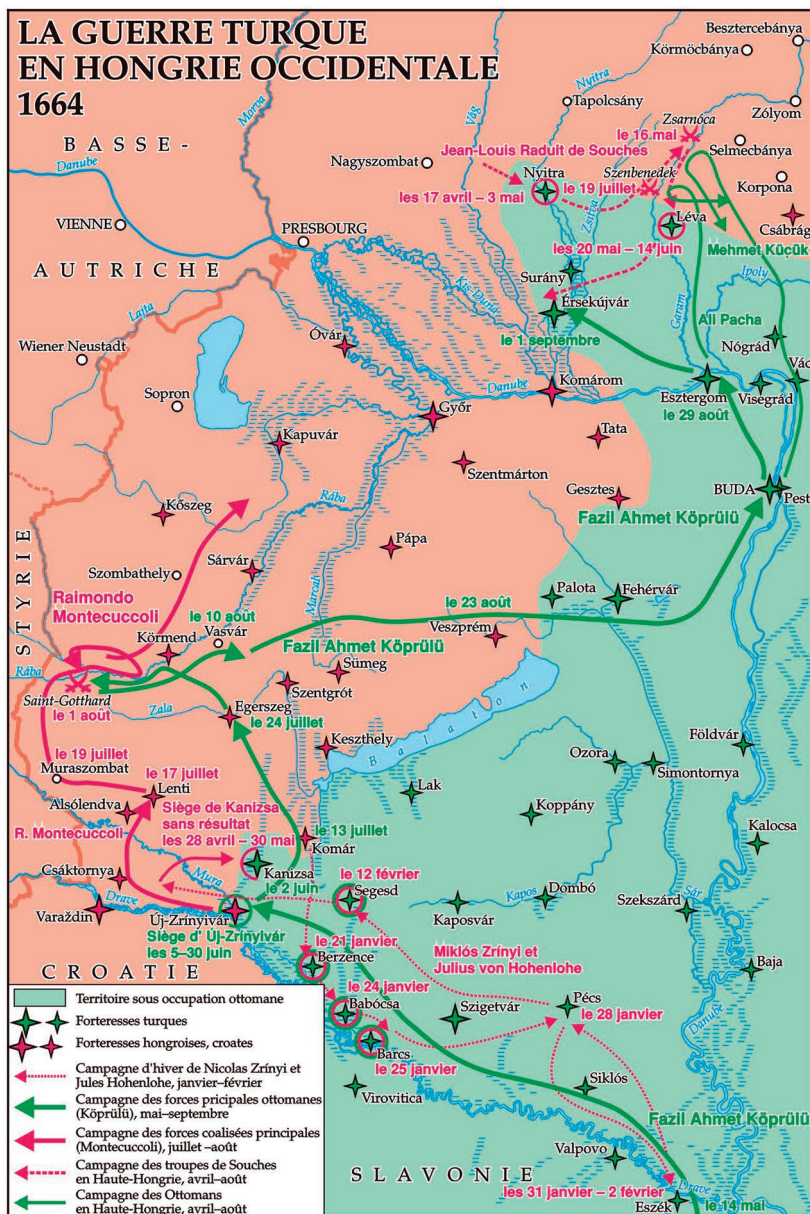 LA GUERRE TURQUE
EN HONGRIE OCCIDENTALE
1664
Besztercebánya
Körmöcbánya
Nyitra
Tapolcsány
Zsarnóca
Zólyom
le 16 mai
Morva
Vág
BASSE-
Danube
Nagyszombat
Jean-Louis Raduit de Souches
Selmecbánya
Szenbenedek
Nyitra
le 19 juillet
Korpona
les 17 avril – 3 mai
Zsitva
Léva
Csábrág
VIENNE
PRESBOURG
les 20 mai – 14 juin
Mehmet Küçük
AUTRICHE
Surány
Ipoly
Kis-Duna
Érsekújvár
Garam
Ali Pacha
Lajta
Óvár
le 1 septembre
Nógrád
Wiener Neustadt
Vác
Danube
Komárom
Esztergom
Visegrád
Sopron
Győr
le 29 août
Kapuvár
Tata
Szentmárton
Gesztes
BUDA
Pest
Rába
Kőszeg
Fazil Ahmet Köprülü
Pápa
STYRIE
Sárvár
Szombathely
Marcah
Raimondo
Montecuccoli
Palota
Fehérvár
le 10 août
le 23 août
Vasvár
Veszprém
Körmend
Fazil Ahmet Köprülü
Rába
Sümeg
Saint-Gotthard
Szentgrót
le 1 août
Zala
Egerszeg
le 24 juillet
Balaton
Keszthely
Földvár
le 19 juillet
Ozora
Muraszombat
le 17 juillet
Simontornya
Lenti
Lak
Alsólendva
Siège de Kanizsa
sans résultat
les 28 avril – 30 mai
Koppány
R. Montecuccoli
le 13 juillet
Kalocsa
Komár
Csáktornya
Mura
Kanizsa
le 12 février
le 2 juin
Segesd
Kapos
Dombó
Sár
Drave
Kaposvár
Szekszárd
Varaždin
Új-Zrínyivár
Siège d' Új-Zrínyivár
les 5–30 juin
le 21 janvier
Miklós Zrínyi et
Julius von Hohenlohe
Berzence
Baja
CROATIE
le 24 janvier
Babócsa
Szigetvár
Pécs
le 28 janvier
Danube
Barcs
le 25 janvier
Siklós
Virovitica
Fazil Ahmet Köprülü
Valpovo
SLAVONIE
les 31 janvier – 2 février
Drave
Eszék
le 14 mai
Territoire sous occupation ottomane
Forteresses turques
Forteresses hongroises, croates
Campagne d'hiver de Nicolas Zrínyi et
Jules Hohenlohe, janvier–février
Campagne des forces pricipales ottomanes
(Köprülü), mai–septembre
Campagne des forces coalisées principales
(Montecuccoli), juillet –août
Campagne des troupes de Souches
en Haute-Hongrie, avril–août
Campagne des Ottomans
en Haute-Hongrie, avril–août